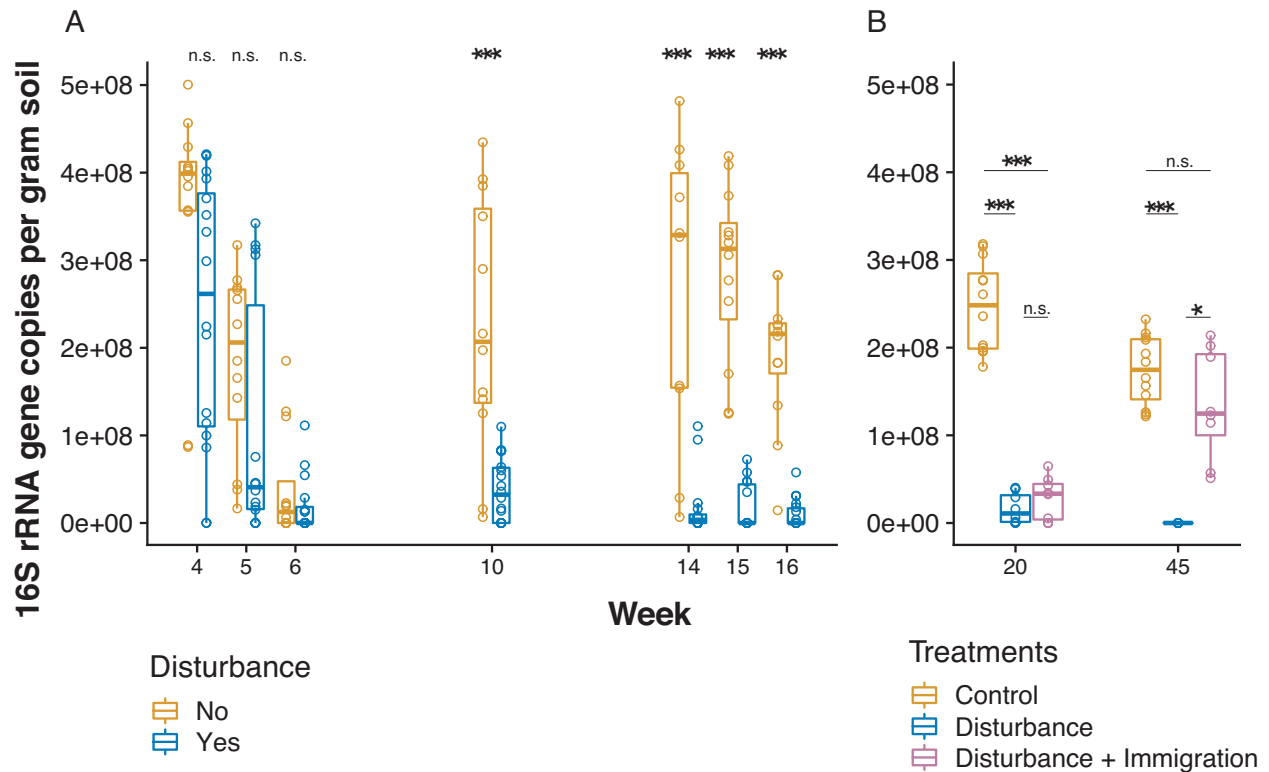 A
B
16S rRNA gene copies per gram soil
n.s. n.s. n.s. *** *** *** ***
5e+08
4e+08
3e+08
2e+08
1e+08
0e+00
4 5 6 10 14 15 16
5e+08
4e+08
3e+08
2e+08
1e+08
0e+00
*** n.s.
*** ***
n.s. *
20 45
Week
Disturbance
No
Yes
Treatments
Control
Disturbance
Disturbance + Immigration